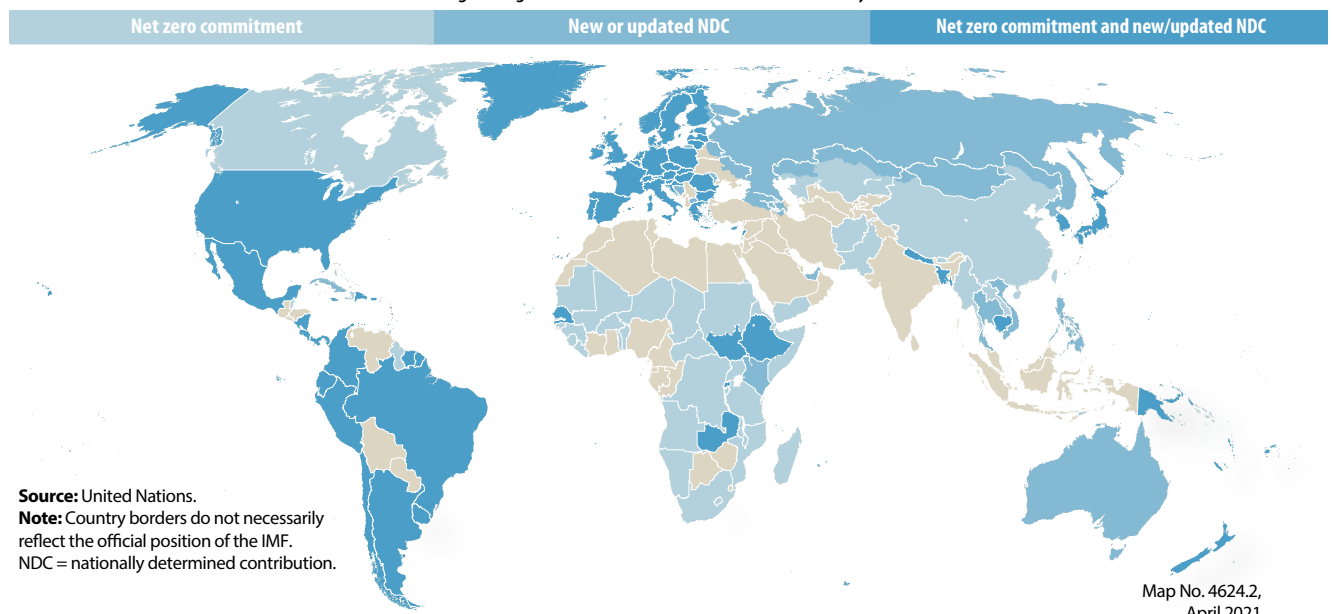 Net zero commitment
New or updated NDC
Net zero commitment and new/updated NDC
Source: United Nations.
Note: Country borders do not necessarily
reflect the official position of the IMF.
NDC = nationally determined contribution.
Map No. 4624.2,
April 2021